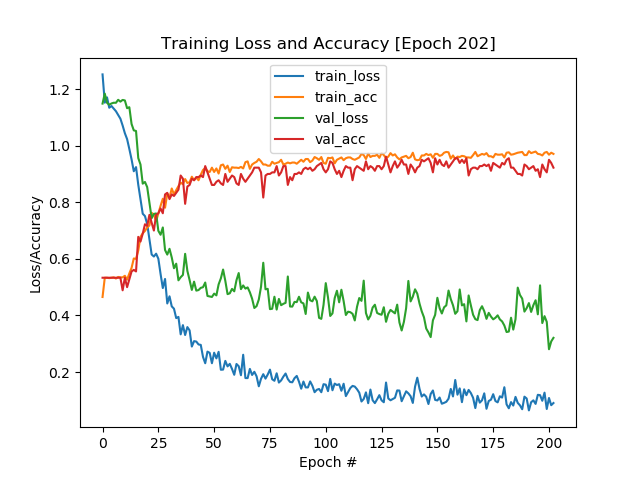 Training Loss and Accuracy [Epoch 202]
train_loss
train_acc
val_loss
val_acc
Loss/Accuracy
1.2
1.0
0.8
0.6
0.4
0.2
0 25 50 75 100 125 150 175 200
Epoch #